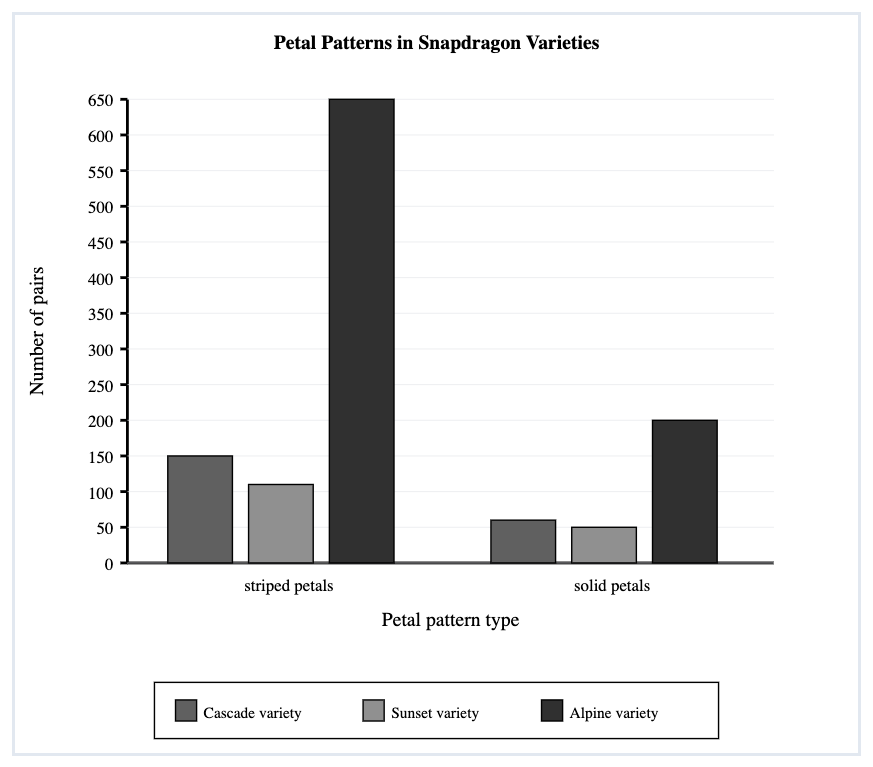 Petal Patterns in Snapdragon Varieties
650
600
550
500
450
400
350
300
250
200
150
100
50
0
Number of pairs
striped petals solid petals
Petal pattern type
Cascade variety Sunset variety Alpine variety